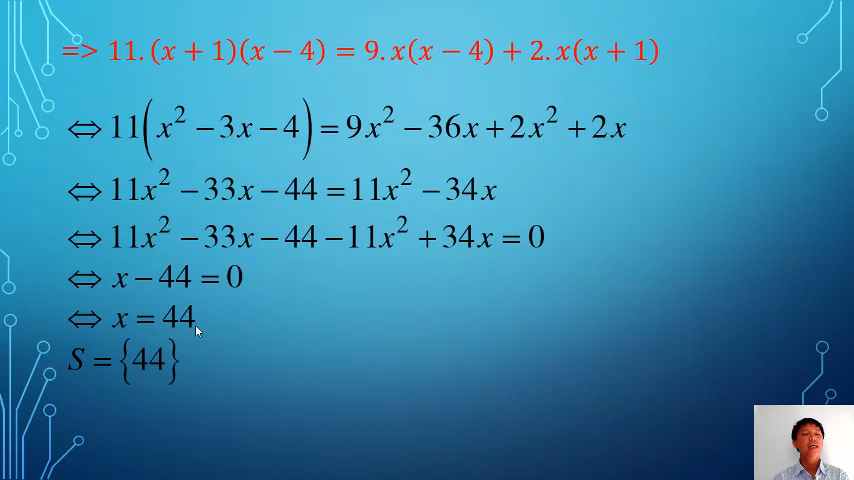 => 11.(x + 1)(x − 4) = 9.x(x − 4) + 2.x(x + 1)
⇔ 11(x² − 3x − 4) = 9x² − 36x + 2x² + 2x
⇔ 11x² − 33x − 44 = 11x² − 34x
⇔ 11x² − 33x − 44 − 11x² + 34x = 0
⇔ x − 44 = 0
⇔ x = 44
S = {44}